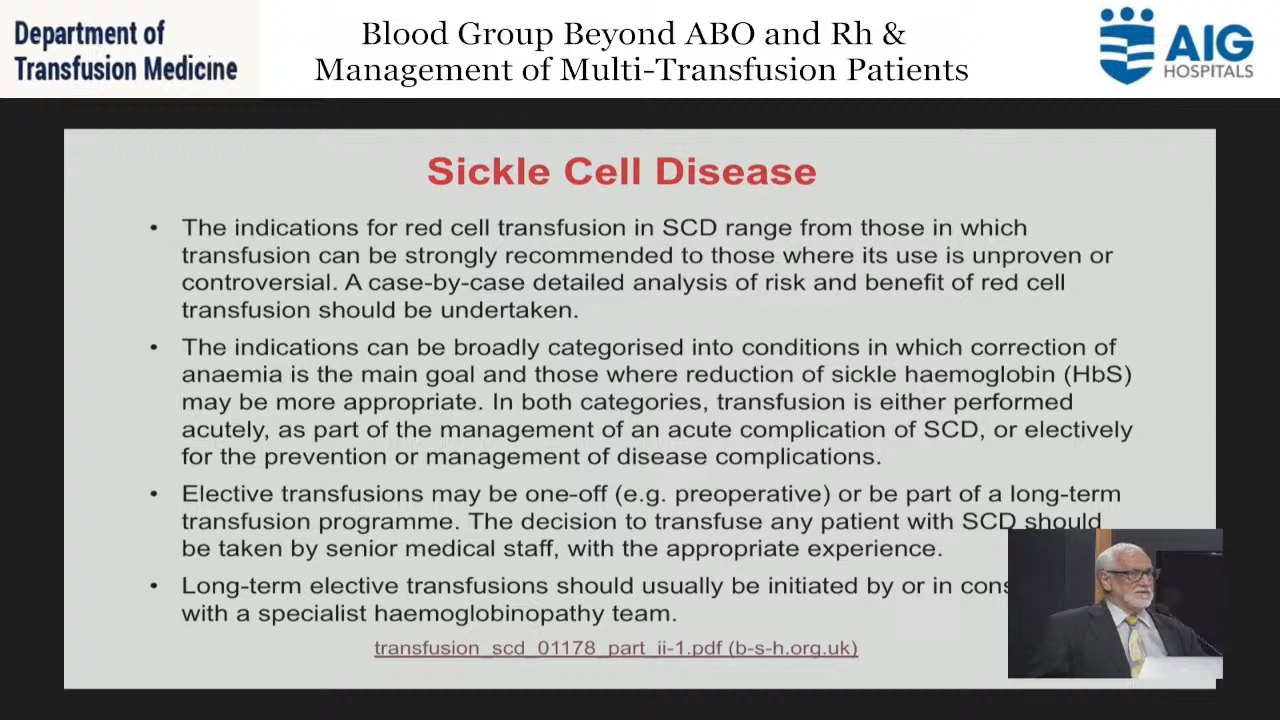 Department of
Transfusion Medicine
Blood Group Beyond ABO and Rh &
Management of Multi-Transfusion Patients
AIG
HOSPITALS
Sickle Cell Disease
• The indications for red cell transfusion in SCD range from those in which
transfusion can be strongly recommended to those where its use is unproven or
controversial. A case-by-case detailed analysis of risk and benefit of red cell
transfusion should be undertaken.
• The indications can be broadly categorised into conditions in which correction of
anaemia is the main goal and those where reduction of sickle haemoglobin (HbS)
may be more appropriate. In both categories, transfusion is either performed
acutely, as part of the management of an acute complication of SCD, or electively
for the prevention or management of disease complications.
• Elective transfusions may be one-off (e.g. preoperative) or be part of a long-term
transfusion programme. The decision to transfuse any patient with SCD should
be taken by senior medical staff, with the appropriate experience.
• Long-term elective transfusions should usually be initiated by or in
with a specialist haemoglobinopathy team.
transfusion_scd_01178_part_ii-1.pdf (b-s-h.org.uk)